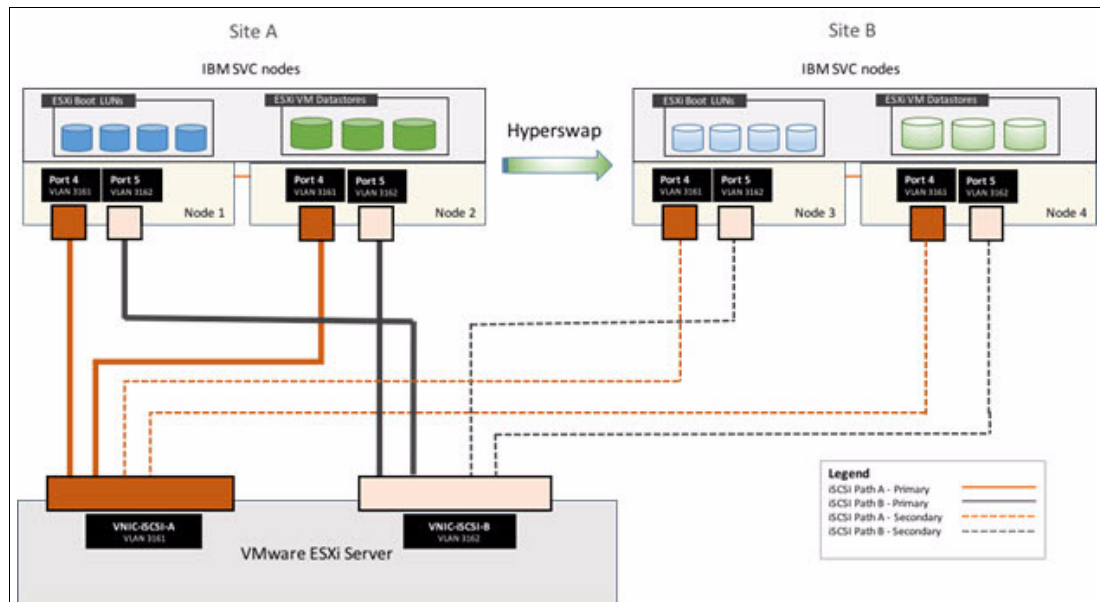 Site A
Site B
IBM SVC nodes
IBM SVC nodes
ESXi Boot LUNs
ESXi VM Datastores
Hyperswap
ESXi Boot LUNs
ESXi VM Datastores
Port 4
VLAN 3161
Port 5
VLAN 3162
Node 1
Port 4
VLAN 3161
Port 5
VLAN 3162
Node 2
Port 4
VLAN 3161
Port 5
VLAN 3162
Node 3
Port 4
VLAN 3161
Port 5
VLAN 3162
Node 4
VNIC-iSCSI-A
VLAN 3161
VNIC-iSCSI-B
VLAN 3162
VMware ESXi Server
Legend
iSCSI Path A - Primary
iSCSI Path B - Primary
iSCSI Path A - Secondary
iSCSI Path B - Secondary